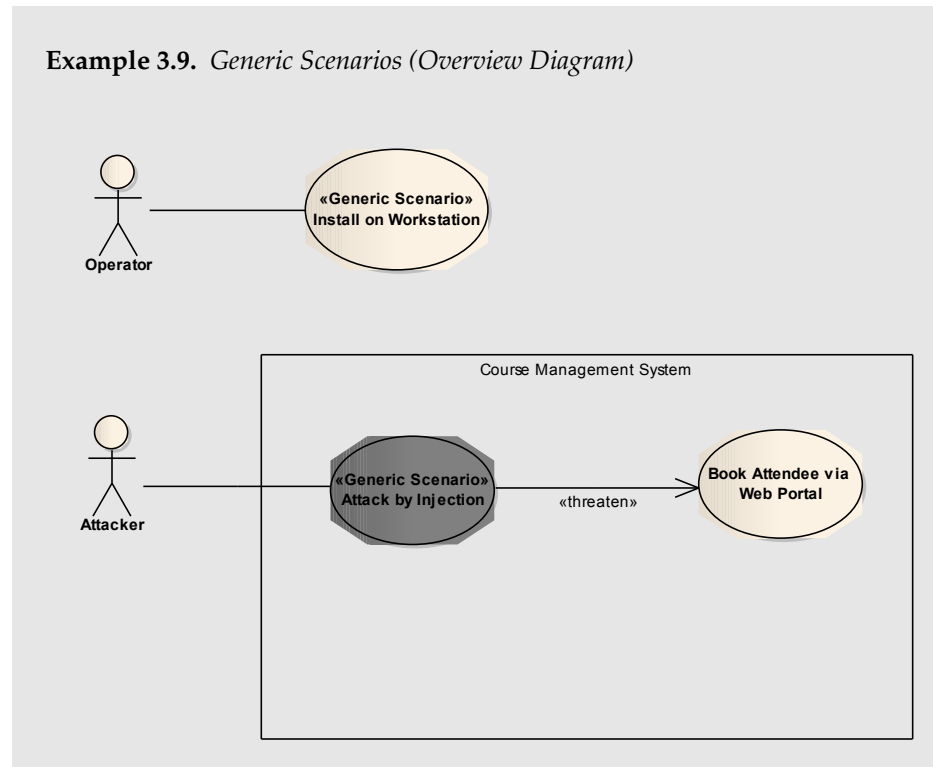 Example 3.9. Generic Scenarios (Overview Diagram)
«Generic Scenario»
Install on Workstation
Operator
Course Management System
«Generic Scenario»
Attack by Injection
«threaten»
Book Attendee via
Web Portal
Attacker